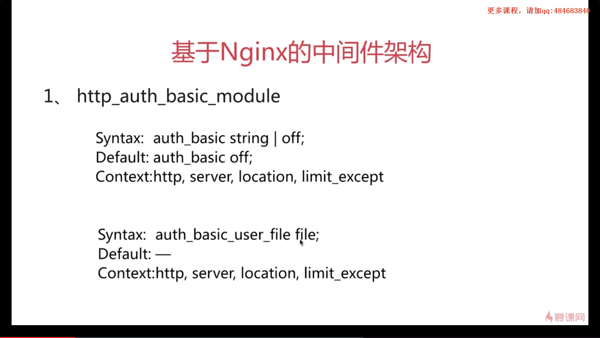 更多课程，请加qq:484683840
基于Nginx的中间件架构
1、 http_auth_basic_module
Syntax: auth_basic string | off;
Default: auth_basic off;
Context:http, server, location, limit_except
Syntax: auth_basic_user_file file;
Default: —
Context:http, server, location, limit_except
慕课网